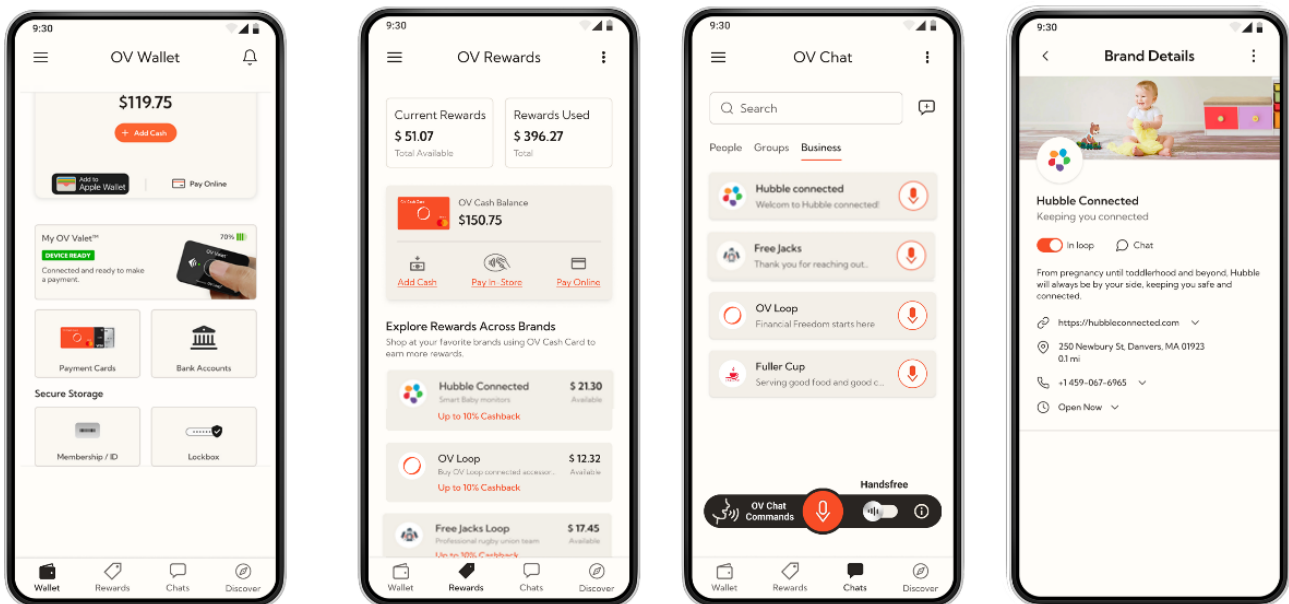 9:30
OV Wallet
$119.75
+ Add Cash
Add to
Apple Wallet
Pay Online
My OV Valet™
70%
DEVICE READY
Connected and ready to make
a payment.
OV Valet
Payment Cards
Bank Accounts
Secure Storage
Membership / ID
Lockbox
Wallet
Rewards
Chats
Discover
9:30
OV Rewards
Current Rewards
$ 51.07
Total Available
Rewards Used
$ 396.27
Total
OV Cash Card
OV Cash Balance
$150.75
Add Cash
Pay In-Store
Pay Online
Explore Rewards Across Brands
Shop at your favorite brands using OV Cash Card to
earn more rewards.
Hubble Connected
$ 21.30
Smart Baby monitors
Available
Up to 10% Cashback
OV Loop
$ 12.32
Buy OV Loop connected accessor...
Available
Up to 10% Cashback
Free Jacks Loop
$ 17.45
Professional rugby union team
Available
Up to 10% Cashback
Wallet
Rewards
Chats
Discover
9:30
OV Chat
Search
People
Groups
Business
Hubble connected
Welcom to Hubble connected!
Free Jacks
Thank you for reaching out..
OV Loop
Financial Freedom starts here
Fuller Cup
Serving good food and good c...
Handsfree
OV Chat
Commands
Wallet
Rewards
Chats
Discover
9:30
Brand Details
Hubble Connected
Keeping you connected
In loop
Chat
From pregnancy until toddlerhood and beyond, Hubble
will always be by your side, keeping you safe and
connected.
https://hubbleconnected.com
250 Newbury St, Danvers, MA 01923
0.1 mi
+1 459-067-6965
Open Now